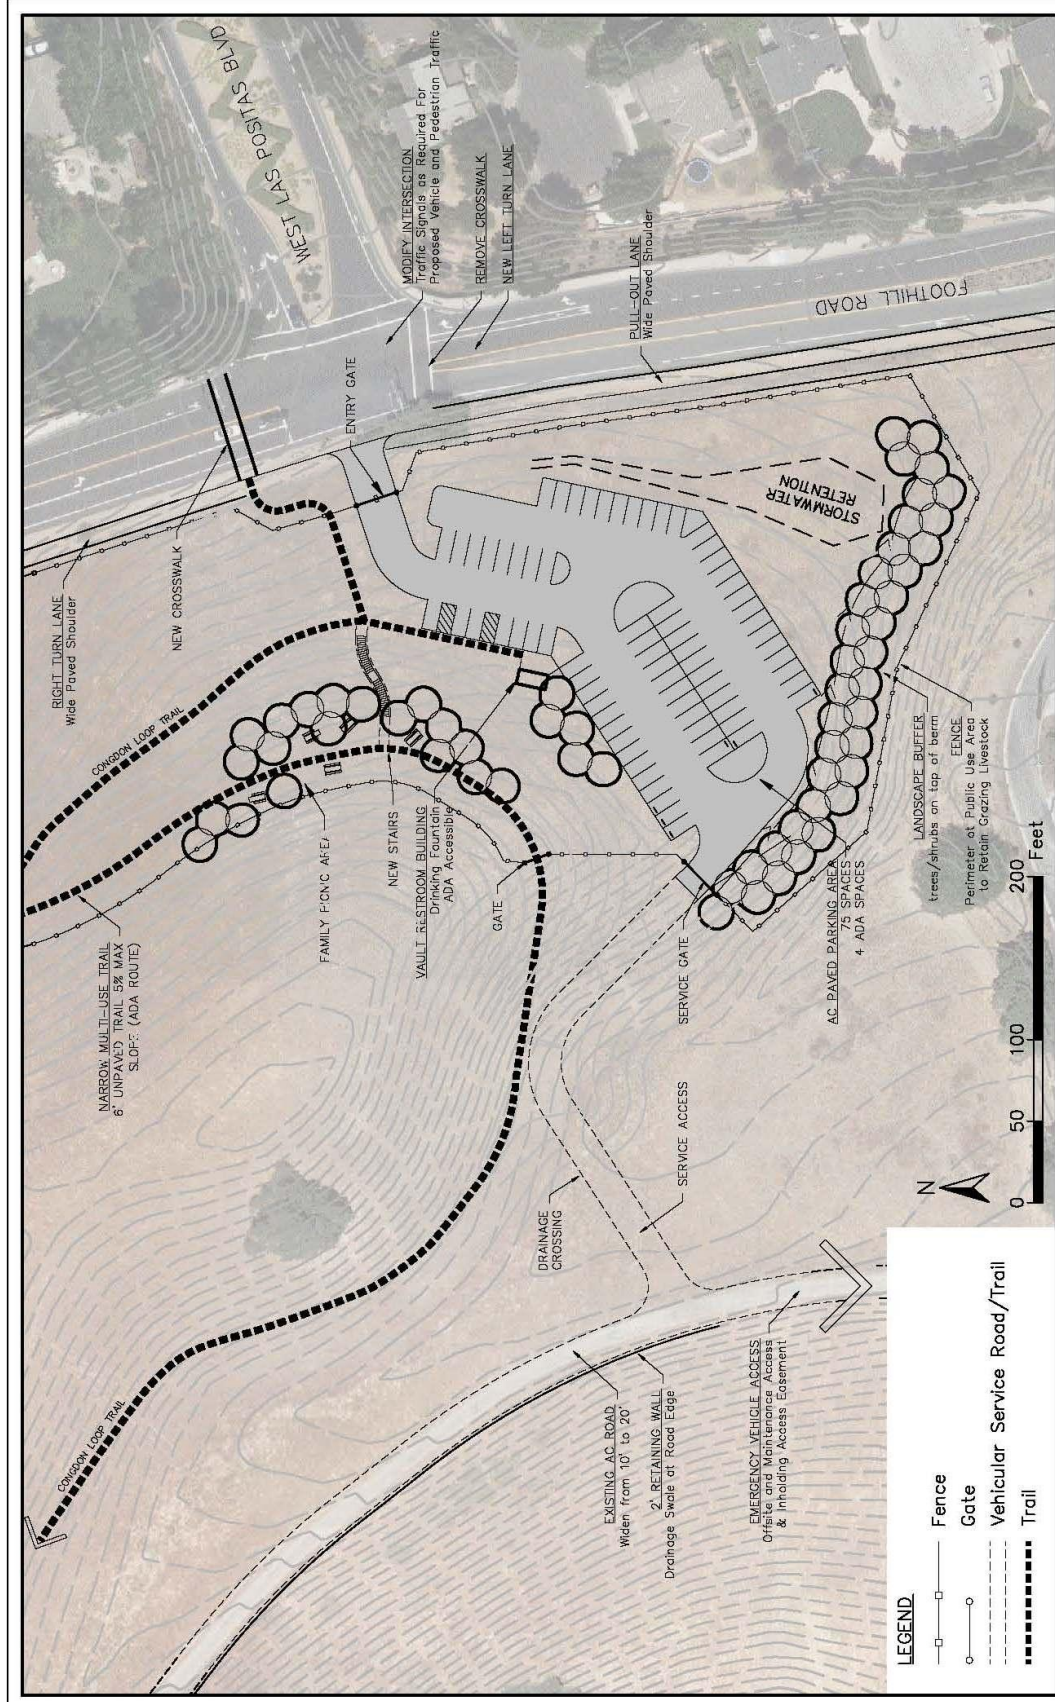 WEST LAS POSITAS BLVD
MODIFY INTERSECTION
Traffic Signals as Required For
Proposed Vehicle and Pedestrian Traffic
REMOVE CROSSWALK
NEW LEFT TURN LANE
PULL-OUT LANE
Wide Paved Shoulder
FOOTHILL ROAD
RIGHT TURN LANE
Wide Paved Shoulder
NEW CROSSWALK
ENTRY GATE
STORMWATER
RETENTION
CONGDON LOOP TRAIL
NARROW MULTI-USE TRAIL
6' UNPAVED TRAIL 5% MAX
SLOPE (ADA ROUTE)
FAMILY PICNIC AREA
NEW STAIRS
VAULT RESTROOM BUILDING
Drinking Fountain
ADA Accessible
GATE
SERVICE GATE
AC PAVED PARKING AREA
75 SPACES
4 ADA SPACES
LANDSCAPE BUFFER
trees/shrubs on top of berm
FENCE
Perimeter at Public Use Area
to Retain Grazing Livestock
CONGDON LOOP TRAIL
DRAINAGE
CROSSING
SERVICE ACCESS
EXISTING AC ROAD
Widen from 10' to 20'
2' RETAINING WALL
Drainage Swale at Road Edge
EMERGENCY VEHICLE ACCESS
Offsite and Maintenance Access
& Inholding Access Easement
N
0 50 100 200
Feet
LEGEND
Fence
Gate
Vehicular Service Road/Trail
Trail